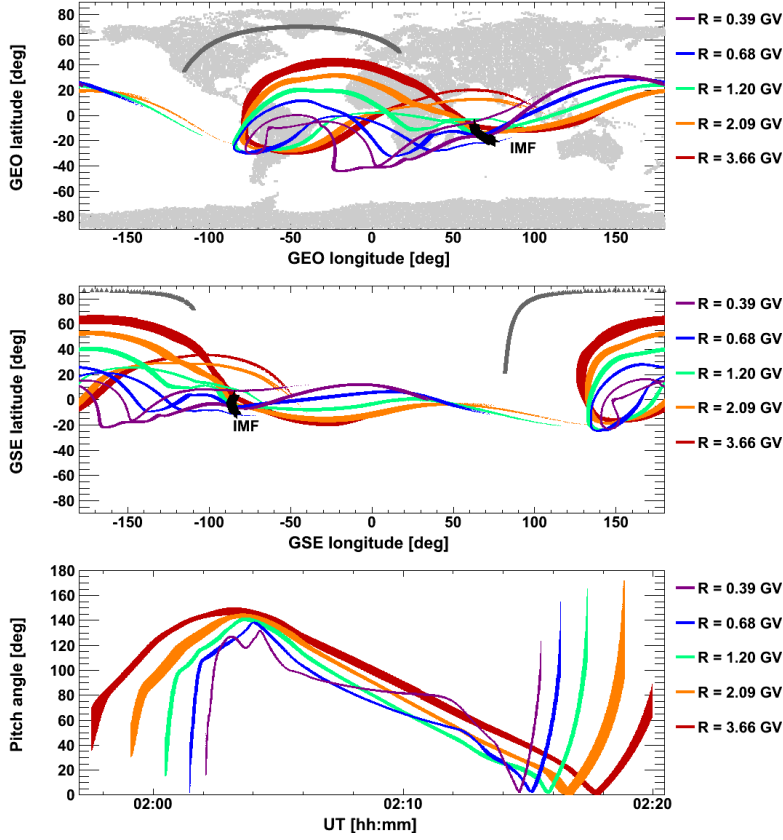 80
60
40
20
0
-20
-40
-60
-80
GEO latitude [deg]
-150 -100 -50 0 50 100 150
GEO longitude [deg]
IMF
R = 0.39 GV
R = 0.68 GV
R = 1.20 GV
R = 2.09 GV
R = 3.66 GV
80
60
40
20
0
-20
-40
-60
-80
GSE latitude [deg]
-150 -100 -50 0 50 100 150
GSE longitude [deg]
IMF
R = 0.39 GV
R = 0.68 GV
R = 1.20 GV
R = 2.09 GV
R = 3.66 GV
180
160
140
120
100
80
60
40
20
0
Pitch angle [deg]
02:00 02:10 02:20
UT [hh:mm]
R = 0.39 GV
R = 0.68 GV
R = 1.20 GV
R = 2.09 GV
R = 3.66 GV